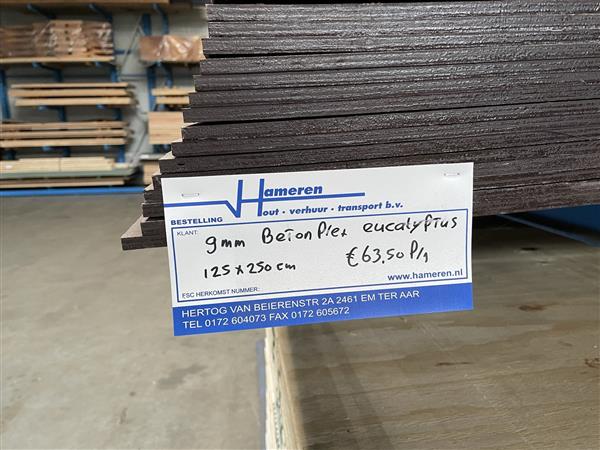 Hameren
Hout · verhuur · transport b.v.
BESTELLING
KLANT:
9mm BetonPlex eucalyptus
125 x 250 cm €63,50 P/1
www.hameren.nl
FSC HERKOMST NUMMER:
HERTOG VAN BEIERENSTR 2A 2461 EM TER AAR
TEL 0172 604073 FAX 0172 605672